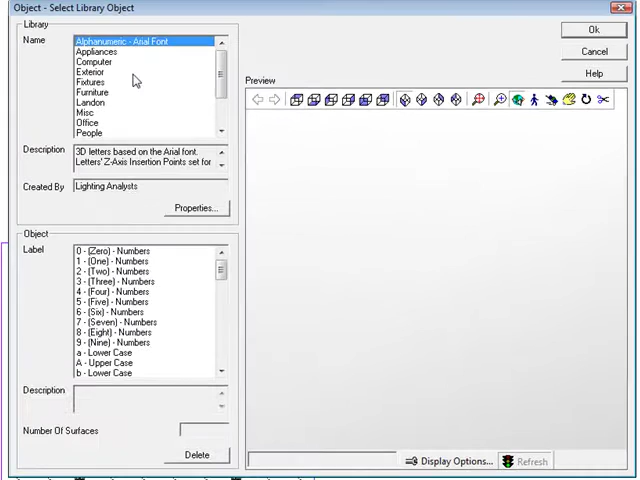 Object - Select Library Object
Library
Name
Alphanumeric - Arial Font
Appliances
Computer
Exterior
Fixtures
Furniture
Landon
Misc
Office
People
Description
3D letters based on the Arial font.
Letters' Z-Axis Insertion Points set for
Created By
Lighting Analysts
Properties...
Object
Label
0 - (Zero) - Numbers
1 - (One) - Numbers
2 - (Two) - Numbers
3 - (Three) - Numbers
4 - (Four) - Numbers
5 - (Five) - Numbers
6 - (Six) - Numbers
7 - (Seven) - Numbers
8 - (Eight) - Numbers
9 - (Nine) - Numbers
a - Lower Case
A - Upper Case
b - Lower Case
Description
Number Of Surfaces
Delete
Ok
Cancel
Help
Preview
Display Options...
Refresh